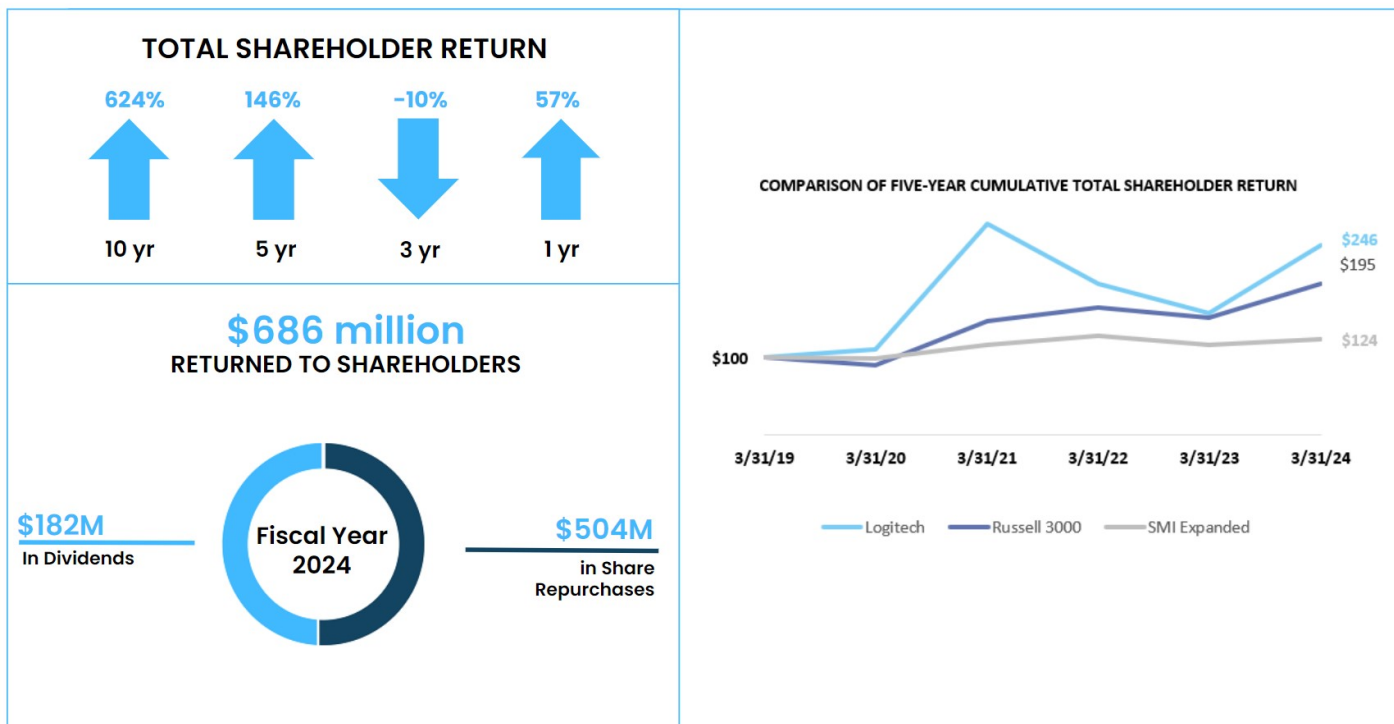 TOTAL SHAREHOLDER RETURN
624%
146%
-10%
57%
10 yr
5 yr
3 yr
1 yr
$686 million
RETURNED TO SHAREHOLDERS
$182M
In Dividends
Fiscal Year
2024
$504M
in Share
Repurchases
COMPARISON OF FIVE-YEAR CUMULATIVE TOTAL SHAREHOLDER RETURN
$246
$195
$124
$100
3/31/19
3/31/20
3/31/21
3/31/22
3/31/23
3/31/24
Logitech
Russell 3000
SMI Expanded